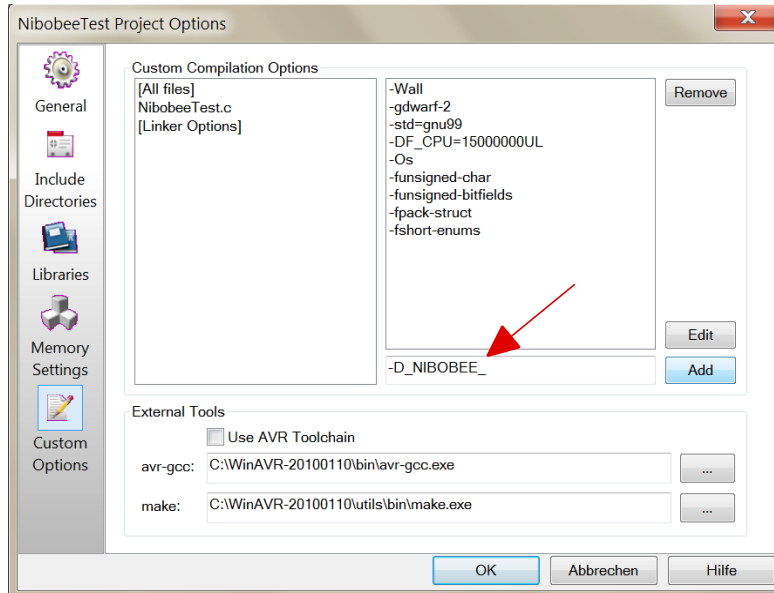 NibobeeTest Project Options
General
Include
Directories
Libraries
Memory
Settings
Custom
Options
Custom Compilation Options
[All files]
NibobeeTest.c
[Linker Options]
-Wall
-gdwarf-2
-std=gnu99
-DF_CPU=15000000UL
-Os
-funsigned-char
-funsigned-bitfields
-fpack-struct
-fshort-enums
Remove
Edit
-D_NIBOBEE_
Add
External Tools
Use AVR Toolchain
avr-gcc: C:\WinAVR-20100110\bin\avr-gcc.exe ...
make: C:\WinAVR-20100110\utils\bin\make.exe ...
OK Abbrechen Hilfe